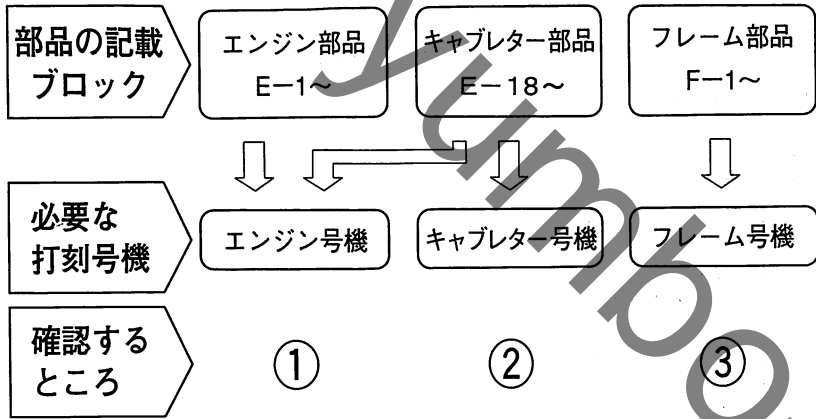 部品の記載
ブロック
エンジン部品
E−1〜
キャブレター部品
E−18〜
フレーム部品
F−1〜
必要な
打刻号機
エンジン号機
キャブレター号機
フレーム号機
確認する
ところ
①
②
③
yumbo